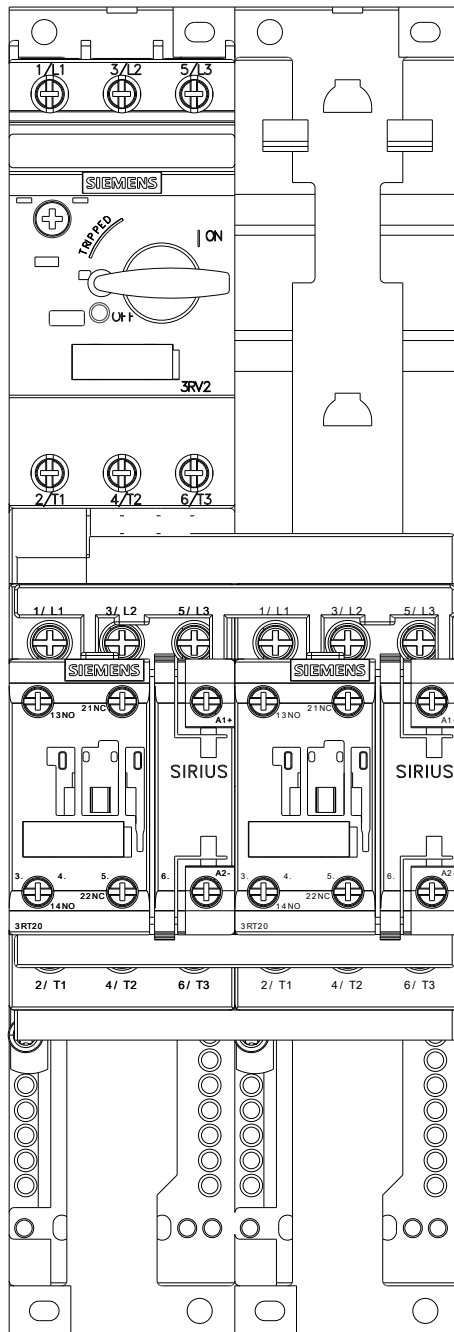 1/L1 3/L2 5/L3
SIEMENS
TRIPPED
ON
OFF
3RV2
2/T1 4/T2 6/T3
1/ L1 3/ L2 5/ L3 1/ L1 3/ L2 5/ L3
SIEMENS SIEMENS
21NC 21NC
13NO A1+ 13NO A1+
SIRIUS SIRIUS
3. 4. 5. 6. A2- 3. 4. 5. 6. A2-
22NC 22NC
14NO 14NO
3RT20 3RT20
2/ T1 4/ T2 6/ T3 2/ T1 4/ T2 6/ T3